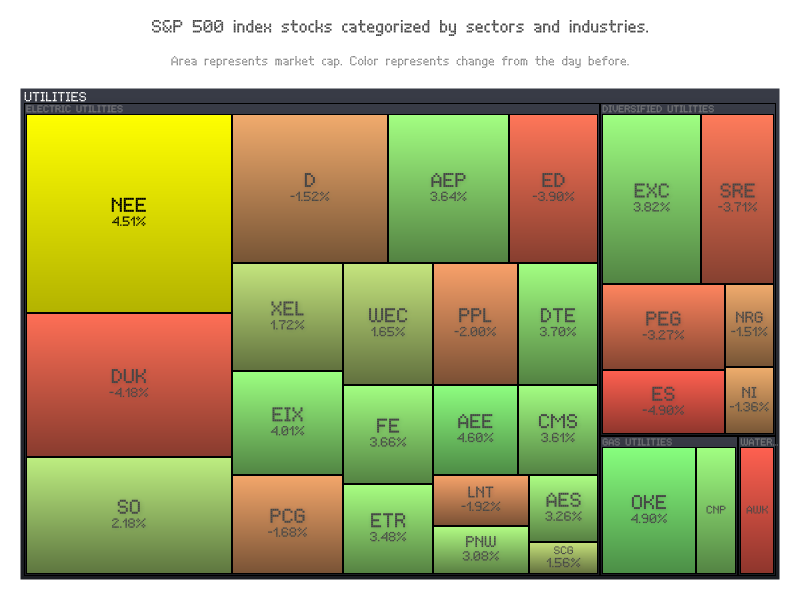 S&P 500 index stocks categorized by sectors and industries.
Area represents market cap. Color represents change from the day before.
UTILITIES
ELECTRIC UTILITIES
NEE
4.51%
DUK
-4.18%
SO
2.18%
D
-1.52%
AEP
3.64%
ED
-3.90%
XEL
1.72%
WEC
1.65%
PPL
-2.00%
DTE
3.70%
EIX
4.01%
FE
3.66%
AEE
4.60%
CMS
3.61%
PCG
-1.68%
ETR
3.48%
LNT
-1.92%
PNW
3.08%
AES
3.26%
SCG
1.56%
DIVERSIFIED UTILITIES
EXC
3.82%
SRE
-3.71%
PEG
-3.27%
NRG
-1.51%
ES
-4.90%
NI
-1.36%
GAS UTILITIES
OKE
4.90%
CNP
WATER...
AWK